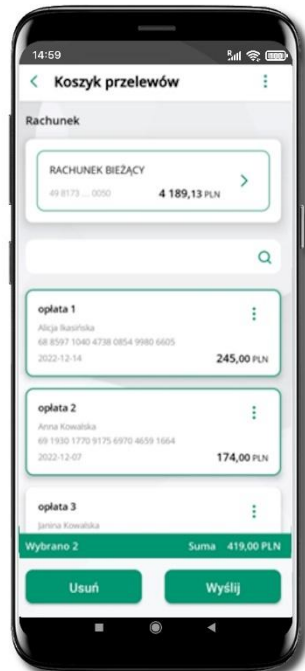 14:59
Koszyk przelewów
Rachunek
RACHUNEK BIEŻĄCY
49 8173 ... 0050 4 189,13 PLN
opłata 1
Alicja Ikasińska
68 8597 1040 4738 0854 9980 6605
2022-12-14 245,00 PLN
opłata 2
Anna Kowalska
69 1930 1770 9175 6970 4659 1664
2022-12-07 174,00 PLN
opłata 3
Janina Kowalska
Wybrano 2 Suma 419,00 PLN
Usuń Wyślij